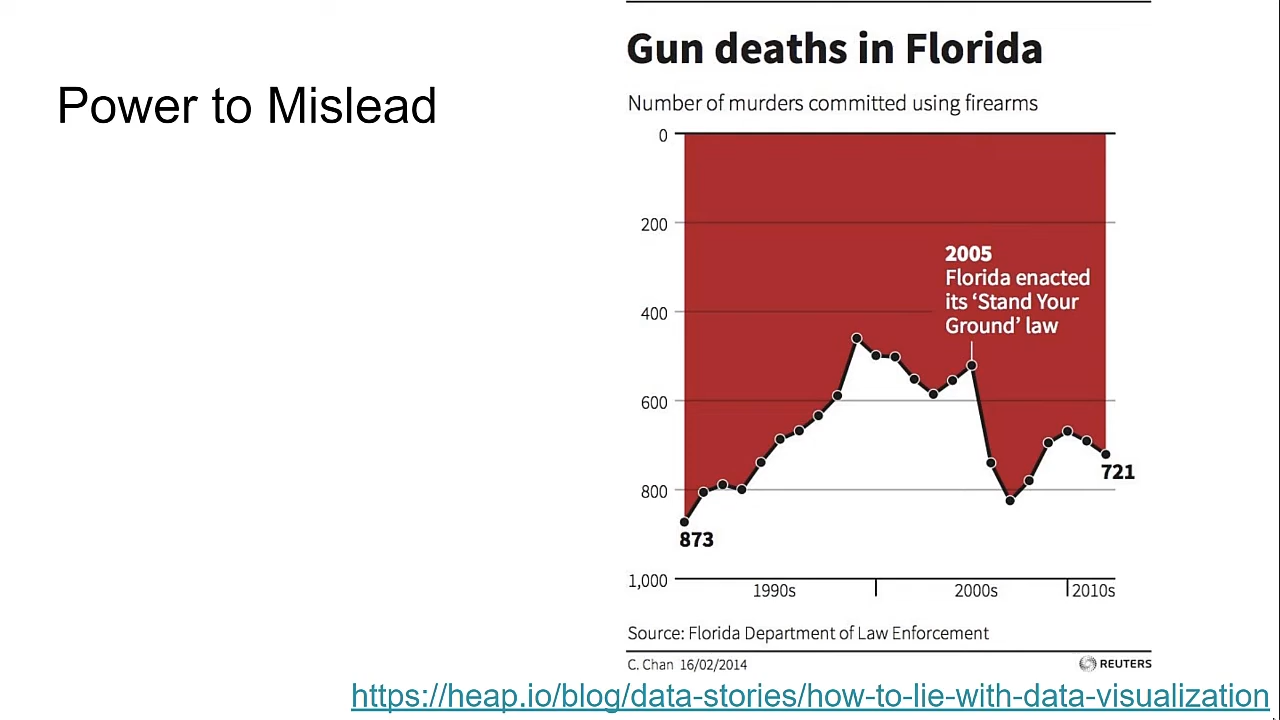 Power to Mislead
Gun deaths in Florida
Number of murders committed using firearms
0
200
400
600
800
1,000
2005
Florida enacted
its ‘Stand Your
Ground’ law
873
721
1990s
2000s
2010s
Source: Florida Department of Law Enforcement
C. Chan 16/02/2014
REUTERS
https://heap.io/blog/data-stories/how-to-lie-with-data-visualization